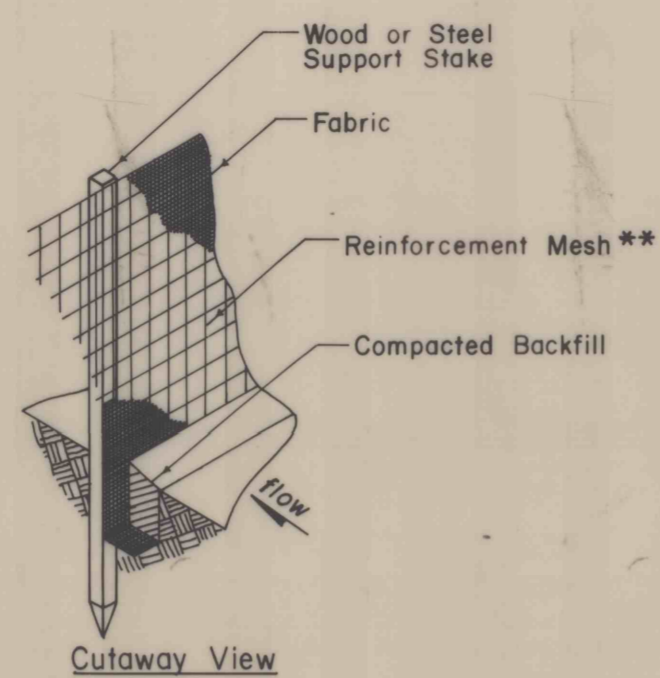 Wood or Steel
Support Stake
Fabric
Reinforcement Mesh **
Compacted Backfill
flow
Cutaway View